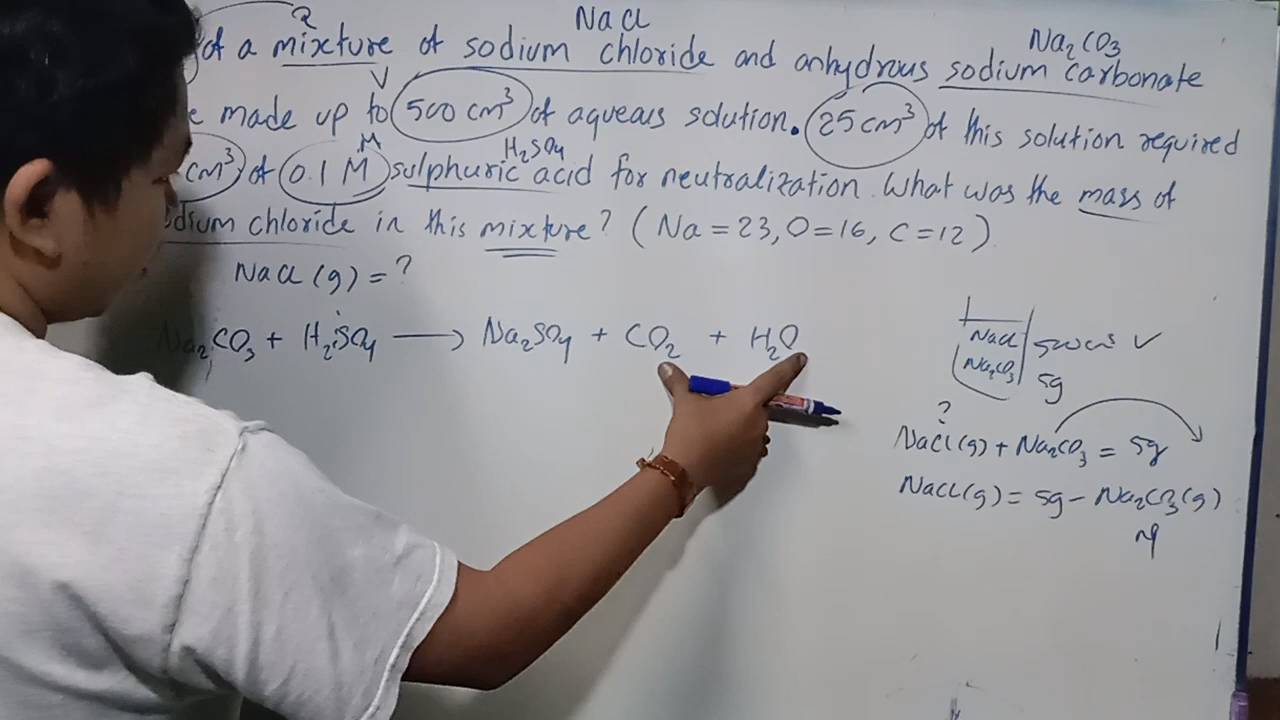 NaCl
Na2CO3
of a mixture of sodium chloride and anhydrous sodium carbonate
made up to 500 cm³ of aqueous solution. 25 cm³ of this solution required
M H2SO4
cm³ of 0.1 M sulphuric acid for neutralization. What was the mass of
dium chloride in this mixture? (Na = 23, O = 16, C = 12)
NaCl (g) = ?
Na2CO3 + H2SO4 → Na2SO4 + CO2 + H2O
NaCl
Na2CO3
500cm³ ✓
5g
?
NaCl(g) + Na2CO3 = 5g
NaCl(g) = 5g - Na2CO3(g)